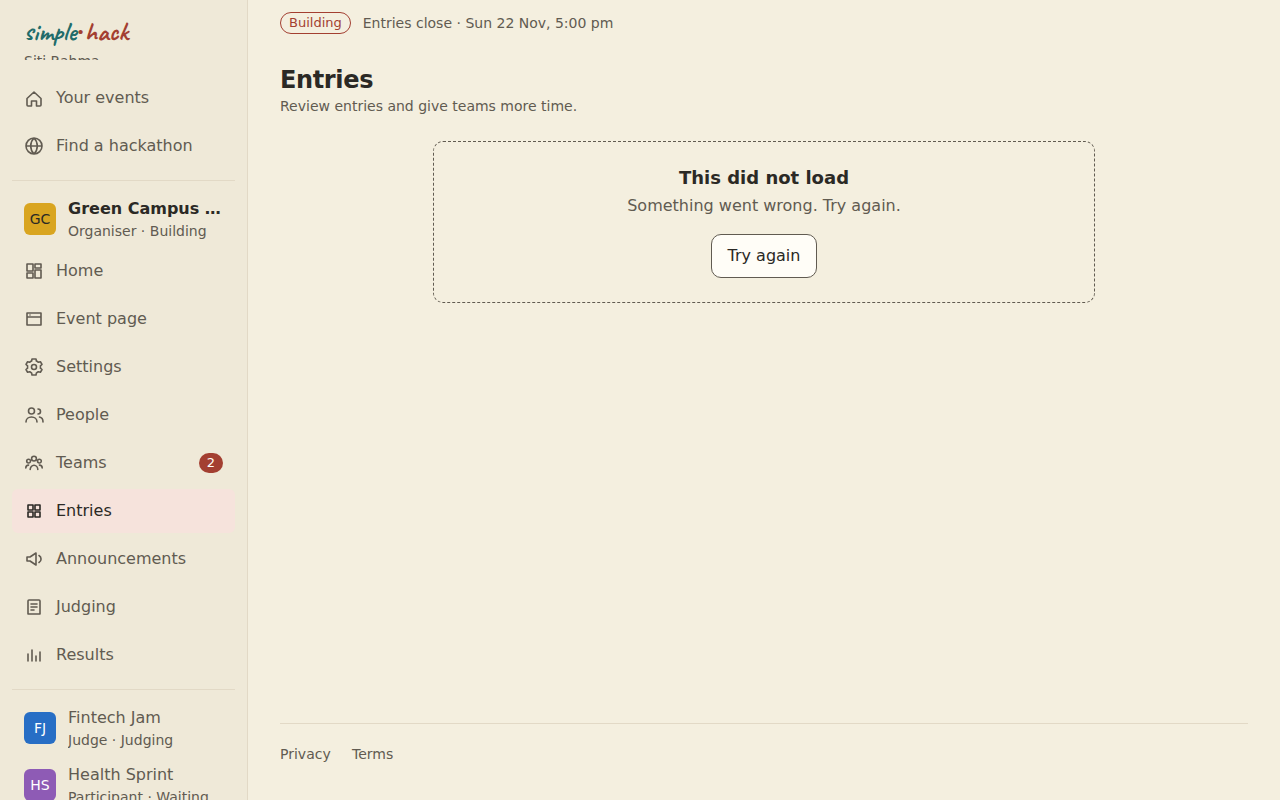 simple·hack
Siti Rahma
Your events
Find a hackathon
GC
Green Campus ...
Organiser · Building
Home
Event page
Settings
People
Teams
2
Entries
Announcements
Judging
Results
FJ
Fintech Jam
Judge · Judging
HS
Health Sprint
Participant · Waiting
Building
Entries close · Sun 22 Nov, 5:00 pm
Entries
Review entries and give teams more time.
This did not load
Something went wrong. Try again.
Try again
Privacy
Terms